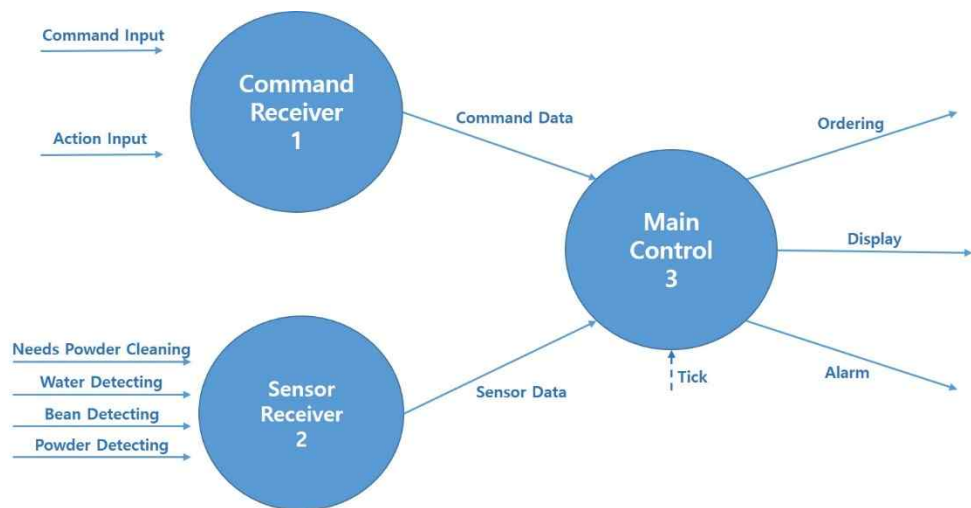 Command Input
Action Input
Command
Receiver
1
Command Data
Ordering
Main
Control
3
Display
Needs Powder Cleaning
Water Detecting
Bean Detecting
Powder Detecting
Sensor
Receiver
2
Sensor Data
Tick
Alarm